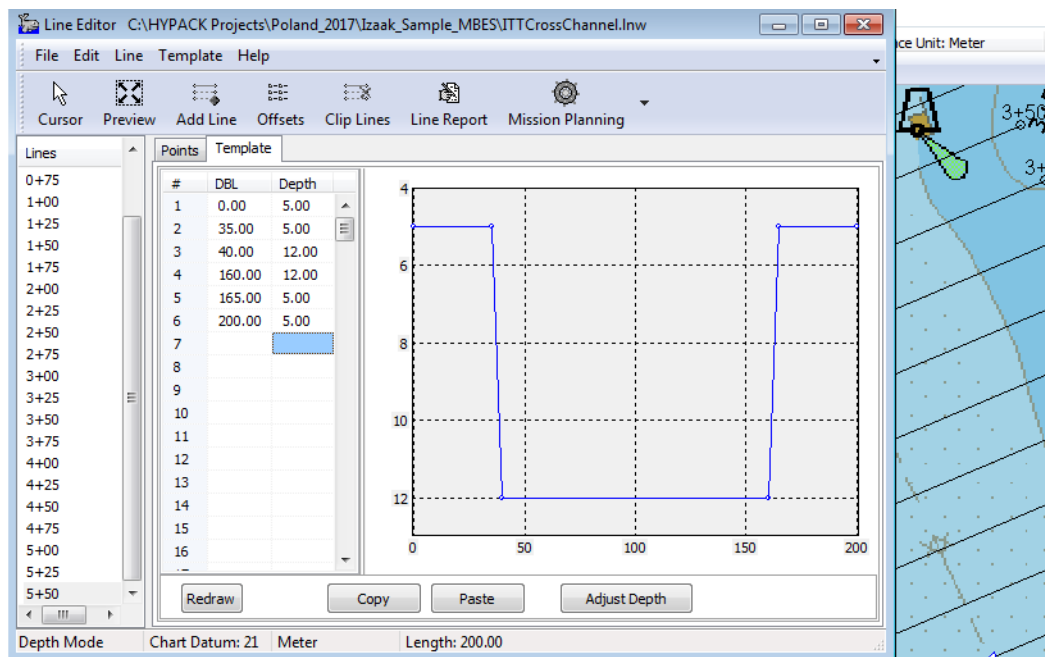 Line Editor C:\HYPACK Projects\Poland_2017\Izaak_Sample_MBES\ITTCrossChannel.lnw
File Edit Line Template Help
Cursor Preview Add Line Offsets Clip Lines Line Report Mission Planning
Lines
0+75
1+00
1+25
1+50
1+75
2+00
2+25
2+50
2+75
3+00
3+25
3+50
3+75
4+00
4+25
4+50
4+75
5+00
5+25
5+50
Points Template
# DBL Depth
1 0.00 5.00
2 35.00 5.00
3 40.00 12.00
4 160.00 12.00
5 165.00 5.00
6 200.00 5.00
7
8
9
10
11
12
13
14
15
16
4
6
8
10
12
0 50 100 150 200
Redraw Copy Paste Adjust Depth
Depth Mode Chart Datum: 21 Meter Length: 200.00
Unit: Meter
3+50